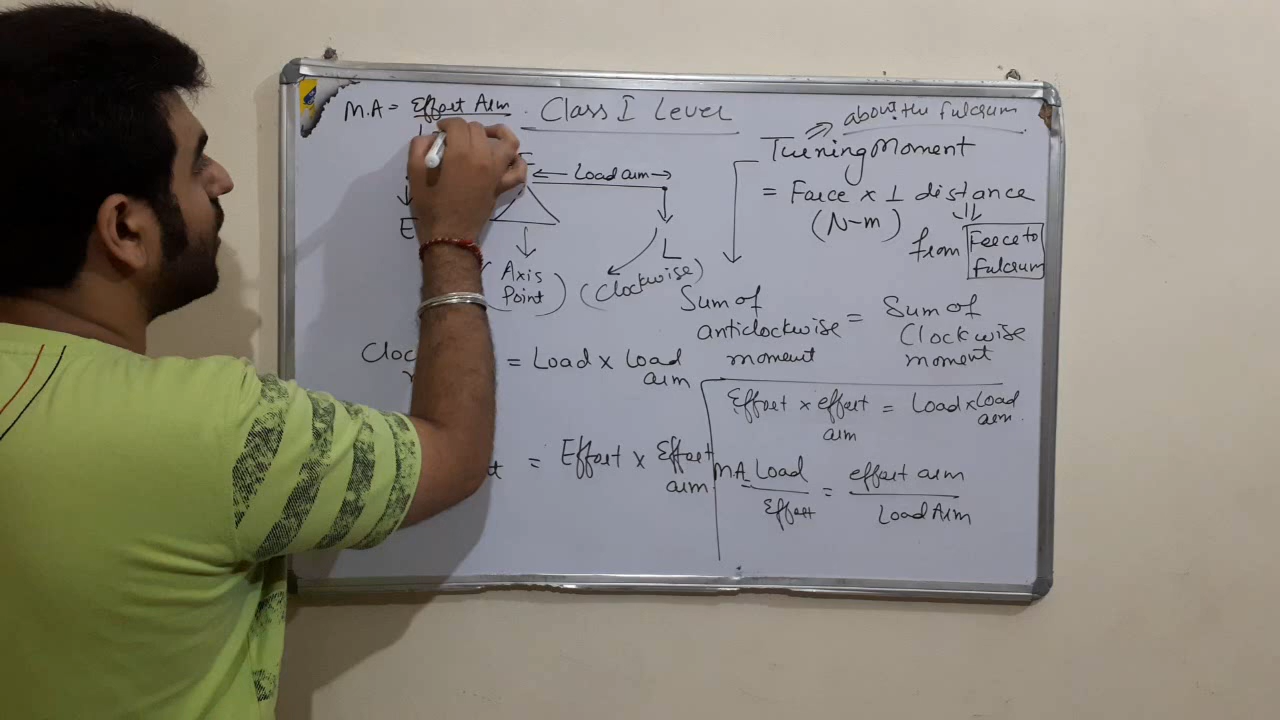 M.A = Effort Arm
Class I Lever
about the fulcrum
Turning Moment
= Force x ⊥ distance
(N-m)
from Force to
fulcrum
Load arm
E
L
(Axis
Point)
(Clockwise)
Sum of
anticlockwise
moment
= Sum of
Clockwise
moment
= Load x Load
arm
Effort x effort
arm
= Load x Load
arm.
= Effort x Effort
arm
MA = Load
Effort
= effort arm
Load Arm